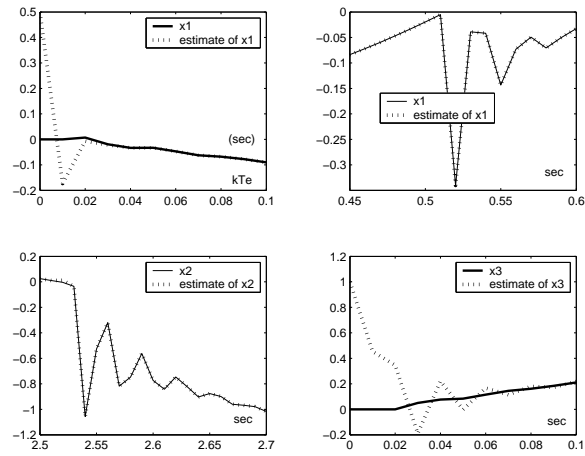 0.5
0.4
0.3
0.2
0.1
0
−0.1
−0.2
x1
estimate of x1
(sec)
kTe
0 0.02 0.04 0.06 0.08 0.1
0
−0.05
−0.1
−0.15
−0.2
−0.25
−0.3
−0.35
x1
estimate of x1
sec
0.45 0.5 0.55 0.6
0.2
0
−0.2
−0.4
−0.6
−0.8
−1
−1.2
x2
estimate of x2
sec
2.5 2.55 2.6 2.65 2.7
1.2
1
0.8
0.6
0.4
0.2
0
−0.2
x3
estimate of x3
sec
0 0.02 0.04 0.06 0.08 0.1